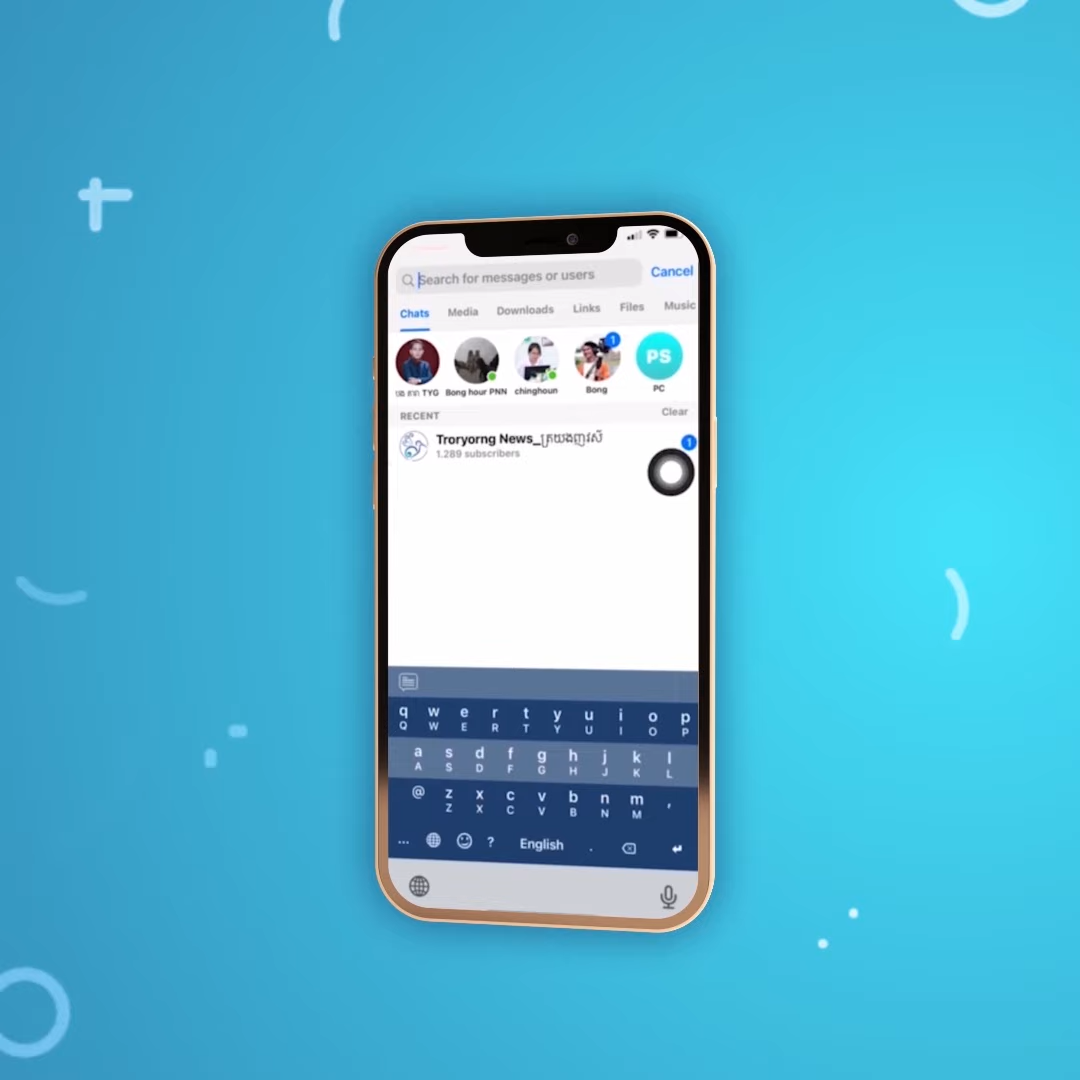 Search for messages or users Cancel
Chats Media Downloads Links Files Music
PS
1
TYG Bong hour PNN chinghoun Bong PC
RECENT Clear
Troryorng News_ត្រយងញូវស៍
1.289 subscribers
1
q w e r t y u i o p
Q W E R T Y U I O P
a s d f g h j k l
A S D F G H J K L
@ z x c v b n m ,
Z X C V B N M
... ? English .